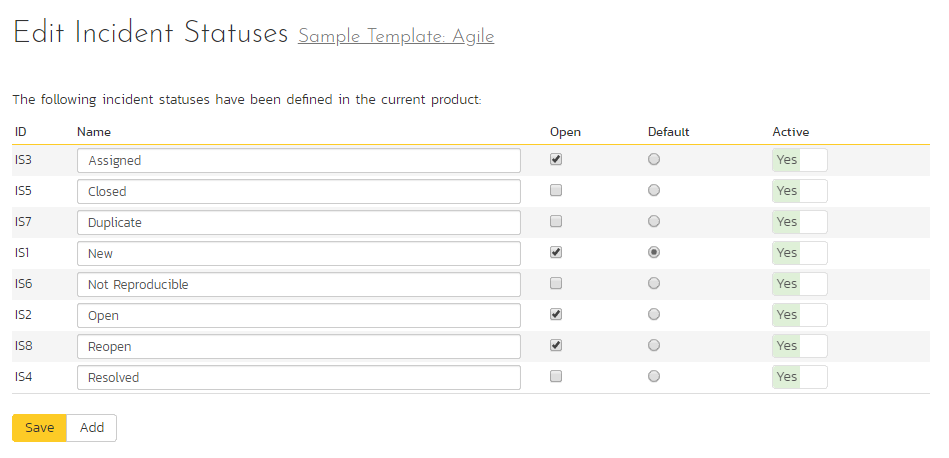 Edit Incident Statuses Sample Template: Agile
The following incident statuses have been defined in the current product:
ID Name Open Default Active
IS3 Assigned Yes
IS5 Closed Yes
IS7 Duplicate Yes
IS1 New Yes
IS6 Not Reproducible Yes
IS2 Open Yes
IS8 Reopen Yes
IS4 Resolved Yes
Save Add